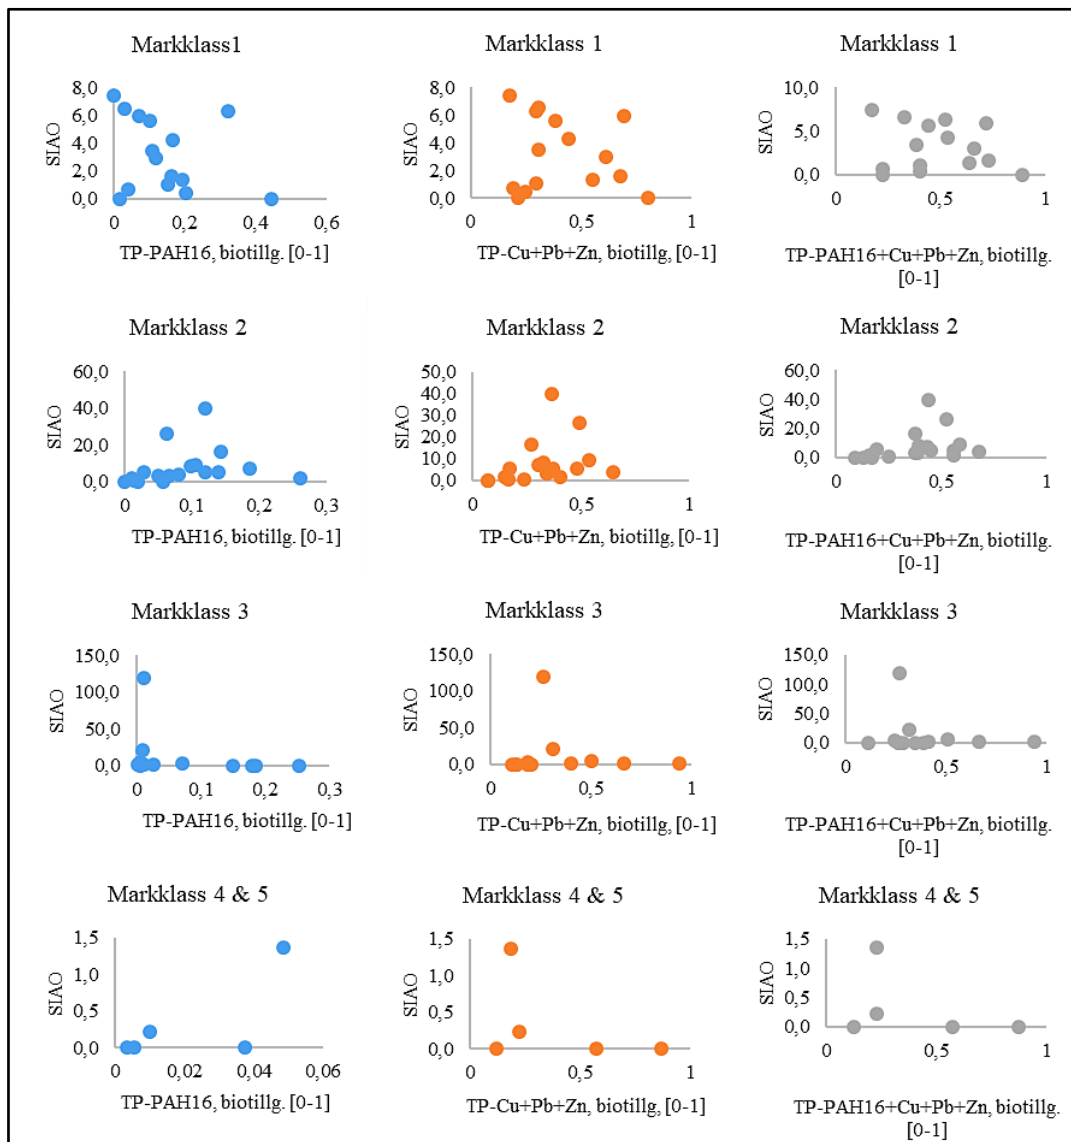 Markklass1
8,0
6,0
4,0
2,0
0,0
SIAO
0 0,2 0,4 0,6
TP-PAH16, biotillg. [0-1]
Markklass 1
8,0
6,0
4,0
2,0
0,0
SIAO
0 0,5 1
TP-Cu+Pb+Zn, biotillg, [0-1]
Markklass 1
10,0
5,0
0,0
SIAO
0 0,5 1
TP-PAH16+Cu+Pb+Zn, biotillg.
[0-1]
Markklass 2
60,0
40,0
20,0
0,0
SIAO
0 0,1 0,2 0,3
TP-PAH16, biotillg. [0-1]
Markklass 2
50,0
40,0
30,0
20,0
10,0
0,0
SIAO
0 0,5 1
TP-Cu+Pb+Zn, biotillg, [0-1]
Markklass 2
60,0
40,0
20,0
0,0
SIAO
0 0,5 1
TP-PAH16+Cu+Pb+Zn, biotillg.
[0-1]
Markklass 3
150,0
100,0
50,0
0,0
SIAO
0 0,1 0,2 0,3
TP-PAH16, biotillg. [0-1]
Markklass 3
150,0
100,0
50,0
0,0
SIAO
0 0,5 1
TP-Cu+Pb+Zn, biotillg, [0-1]
Markklass 3
150,0
100,0
50,0
0,0
SIAO
0 0,5 1
TP-PAH16+Cu+Pb+Zn, biotillg.
[0-1]
Markklass 4 & 5
1,5
1,0
0,5
0,0
SIAO
0 0,02 0,04 0,06
TP-PAH16, biotillg. [0-1]
Markklass 4 & 5
1,5
1,0
0,5
0,0
SIAO
0 0,5 1
TP-Cu+Pb+Zn, biotillg, [0-1]
Markklass 4 & 5
1,5
1,0
0,5
0,0
SIAO
0 0,5 1
TP-PAH16+Cu+Pb+Zn, biotillg.
[0-1]